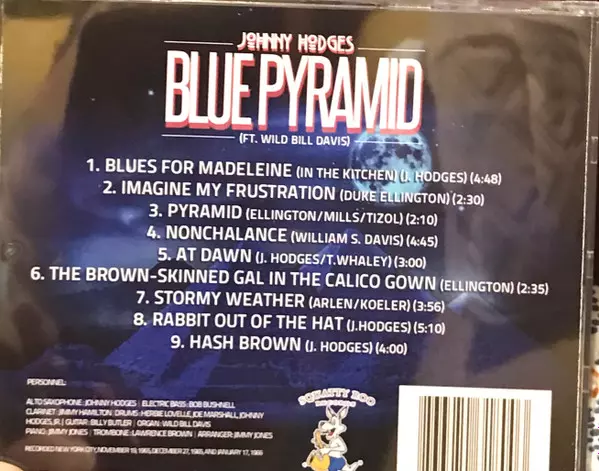 JOHNNY HODGES
BLUE PYRAMID
(FT. WILD BILL DAVIS)
1. BLUES FOR MADELEINE (IN THE KITCHEN) (J. HODGES) (4:48)
2. IMAGINE MY FRUSTRATION (DUKE ELLINGTON) (2:30)
3. PYRAMID (ELLINGTON/MILLS/TIZOL) (2:10)
4. NONCHALANCE (WILLIAM S. DAVIS) (4:45)
5. AT DAWN (J. HODGES/T.WHALEY) (3:00)
6. THE BROWN-SKINNED GAL IN THE CALICO GOWN (ELLINGTON) (2:35)
7. STORMY WEATHER (ARLEN/KOELER) (3:56)
8. RABBIT OUT OF THE HAT (J.HODGES) (5:10)
9. HASH BROWN (J. HODGES) (4:00)
PERSONNEL:
ALTO SAXOPHONE: JOHNNY HODGES | ELECTRIC BASS: BOB BUSHNELL
CLARINET: JIMMY HAMILTON DRUMS: HERBIE LOVELLE, JOE MARSHALL, JOHNNY
HODGES, JR. | GUITAR: BILLY BUTLER | ORGAN: WILD BILL DAVIS
PIANO: JIMMY JONES | TROMBONE: LAWRENCE BROWN | ARRANGER: JIMMY JONES
RECORDED NEW YORK CITY, NOVEMBER 19, 1965, DECEMBER 27, 1965, AND JANUARY 17, 1966
SQUATTY ROO
RECORDS